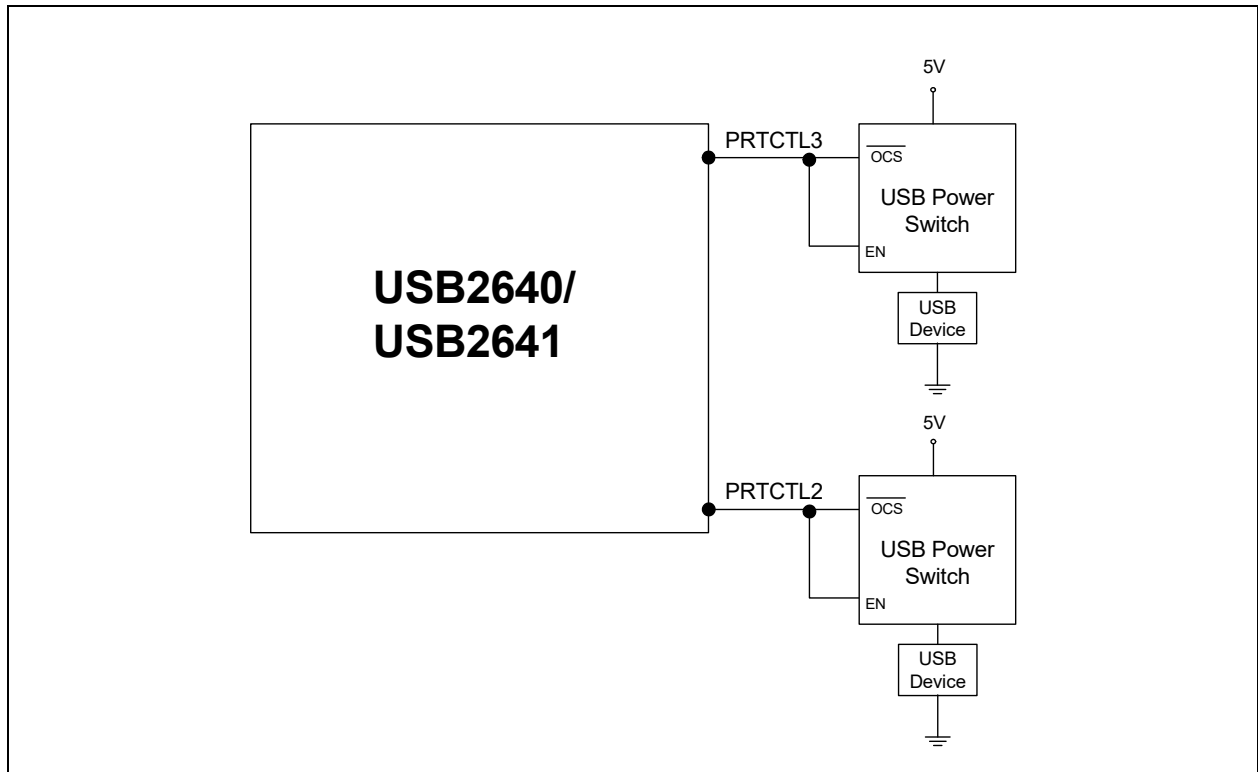 5V
PRTCTL3
OCS
USB Power
Switch
EN
USB
Device
USB2640/
USB2641
5V
PRTCTL2
OCS
USB Power
Switch
EN
USB
Device